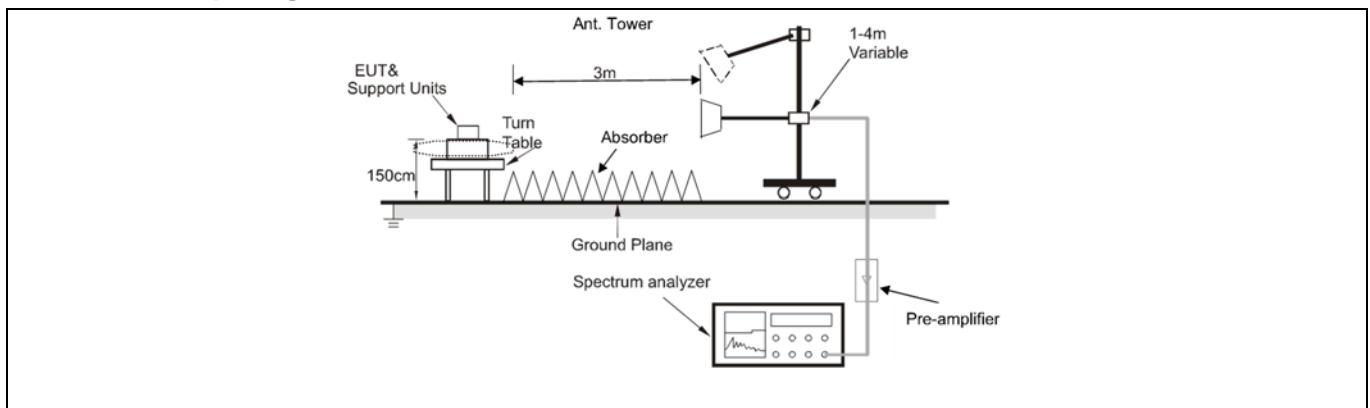 Ant. Tower
1-4m
Variable
3m
EUT&
Support Units
Turn
Table
Absorber
150cm
Ground Plane
Spectrum analyzer
Pre-amplifier